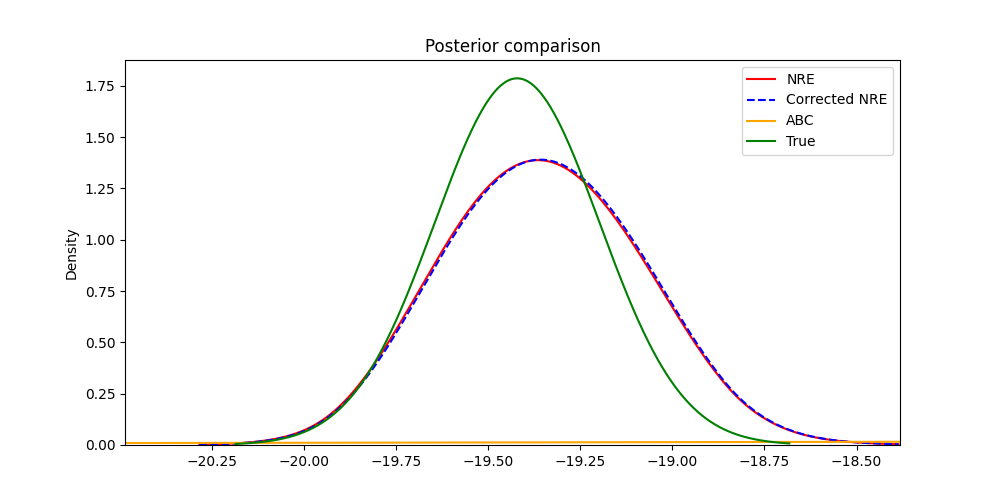 Posterior comparison
NRE
Corrected NRE
ABC
True
Density
1.75
1.50
1.25
1.00
0.75
0.50
0.25
0.00
−20.25 −20.00 −19.75 −19.50 −19.25 −19.00 −18.75 −18.50